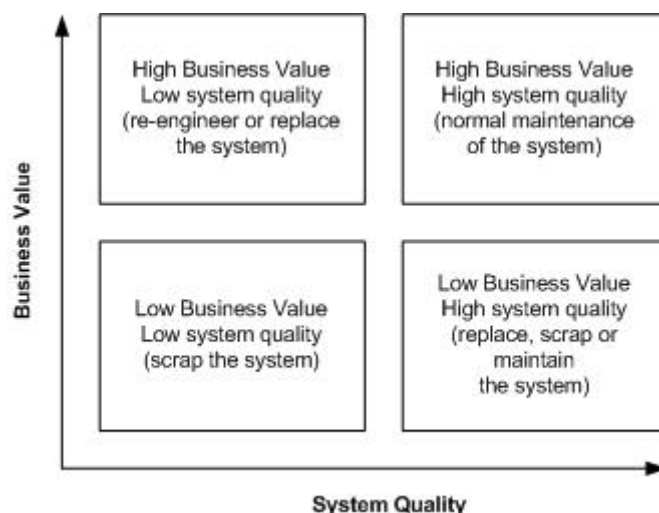 High Business Value
Low system quality
(re-engineer or replace
the system)
High Business Value
High system quality
(normal maintenance
of the system)
Business Value
Low Business Value
Low system quality
(scrap the system)
Low Business Value
High system quality
(replace, scrap or
maintain
the system)
System Quality